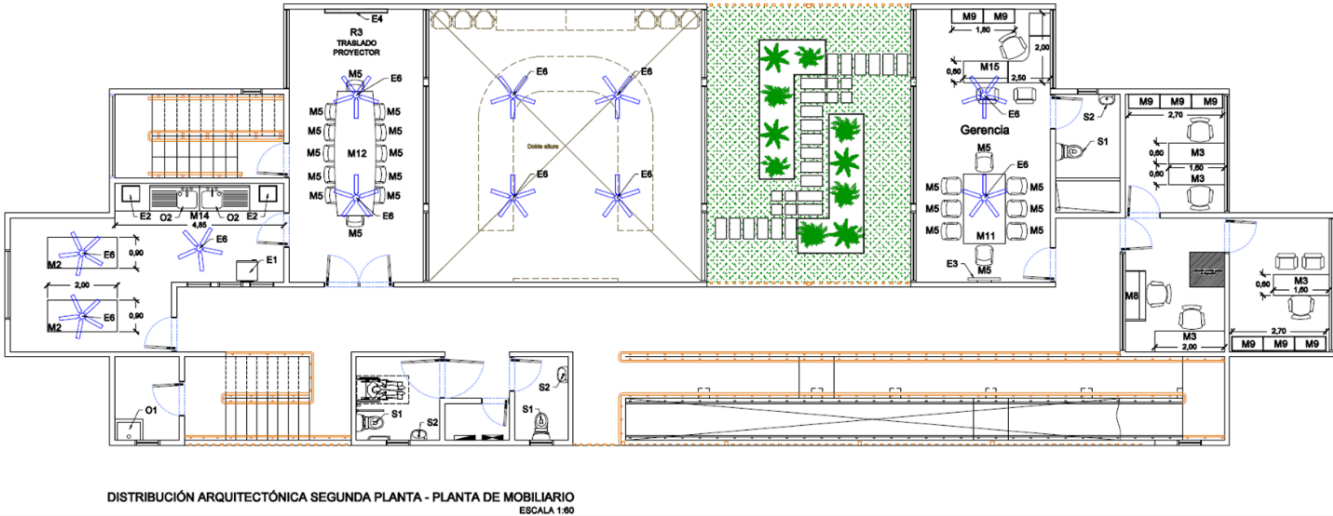 E4
R3
TRASLADO
PROYECTOR
M5
E6
M5
M5
M5
M5
M5
M5
M12
M5
M5
M5
M5
M5
E6
M5
E6
E6
Doble altura
E6
E6
M9
M9
1,80
2,00
0,60
M15
2,50
E6
Gerencia
M5
E6
M5
M5
M5
M5
M5
M5
M11
E3
M5
S2
S1
M9
M9
M9
2,70
0,60
M3
1,60
0,60
M3
E2
O2
M14
O2
E2
4,85
E6
M2
E6
0,90
E1
2,00
M2
E6
0,90
O1
S1
S2
S2
S1
M8
M3
2,00
0,60
M3
1,60
2,70
M9
M9
M9
DISTRIBUCIÓN ARQUITECTÓNICA SEGUNDA PLANTA - PLANTA DE MOBILIARIO
ESCALA 1:60